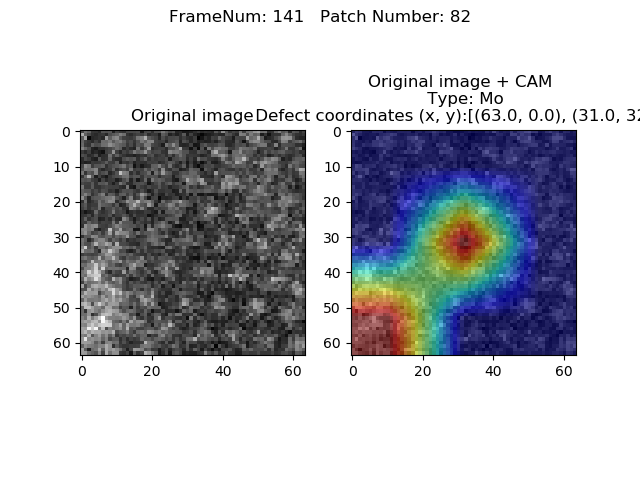 FrameNum: 141   Patch Number: 82
Original image + CAM
Type: Mo
Original image
Defect coordinates (x, y):[(63.0, 0.0), (31.0, 32
0
10
20
30
40
50
60
0 20 40 60
0
10
20
30
40
50
60
0 20 40 60